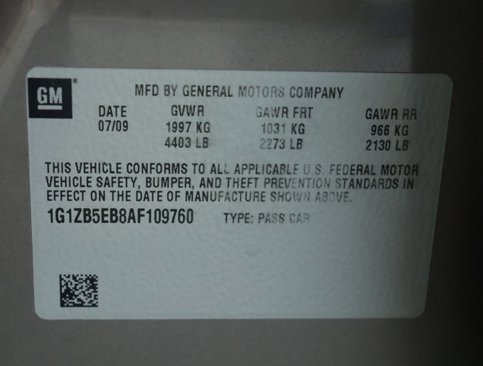 GM
MFD BY GENERAL MOTORS COMPANY
DATE GVWR GAWR FRT GAWR RR
07/09 1997 KG 1031 KG 966 KG
4403 LB 2273 LB 2130 LB
THIS VEHICLE CONFORMS TO ALL APPLICABLE U.S. FEDERAL MOTOR
VEHICLE SAFETY, BUMPER, AND THEFT PREVENTION STANDARDS IN
EFFECT ON THE DATE OF MANUFACTURE SHOWN ABOVE.
1G1ZB5EB8AF109760 TYPE: PASS CAR